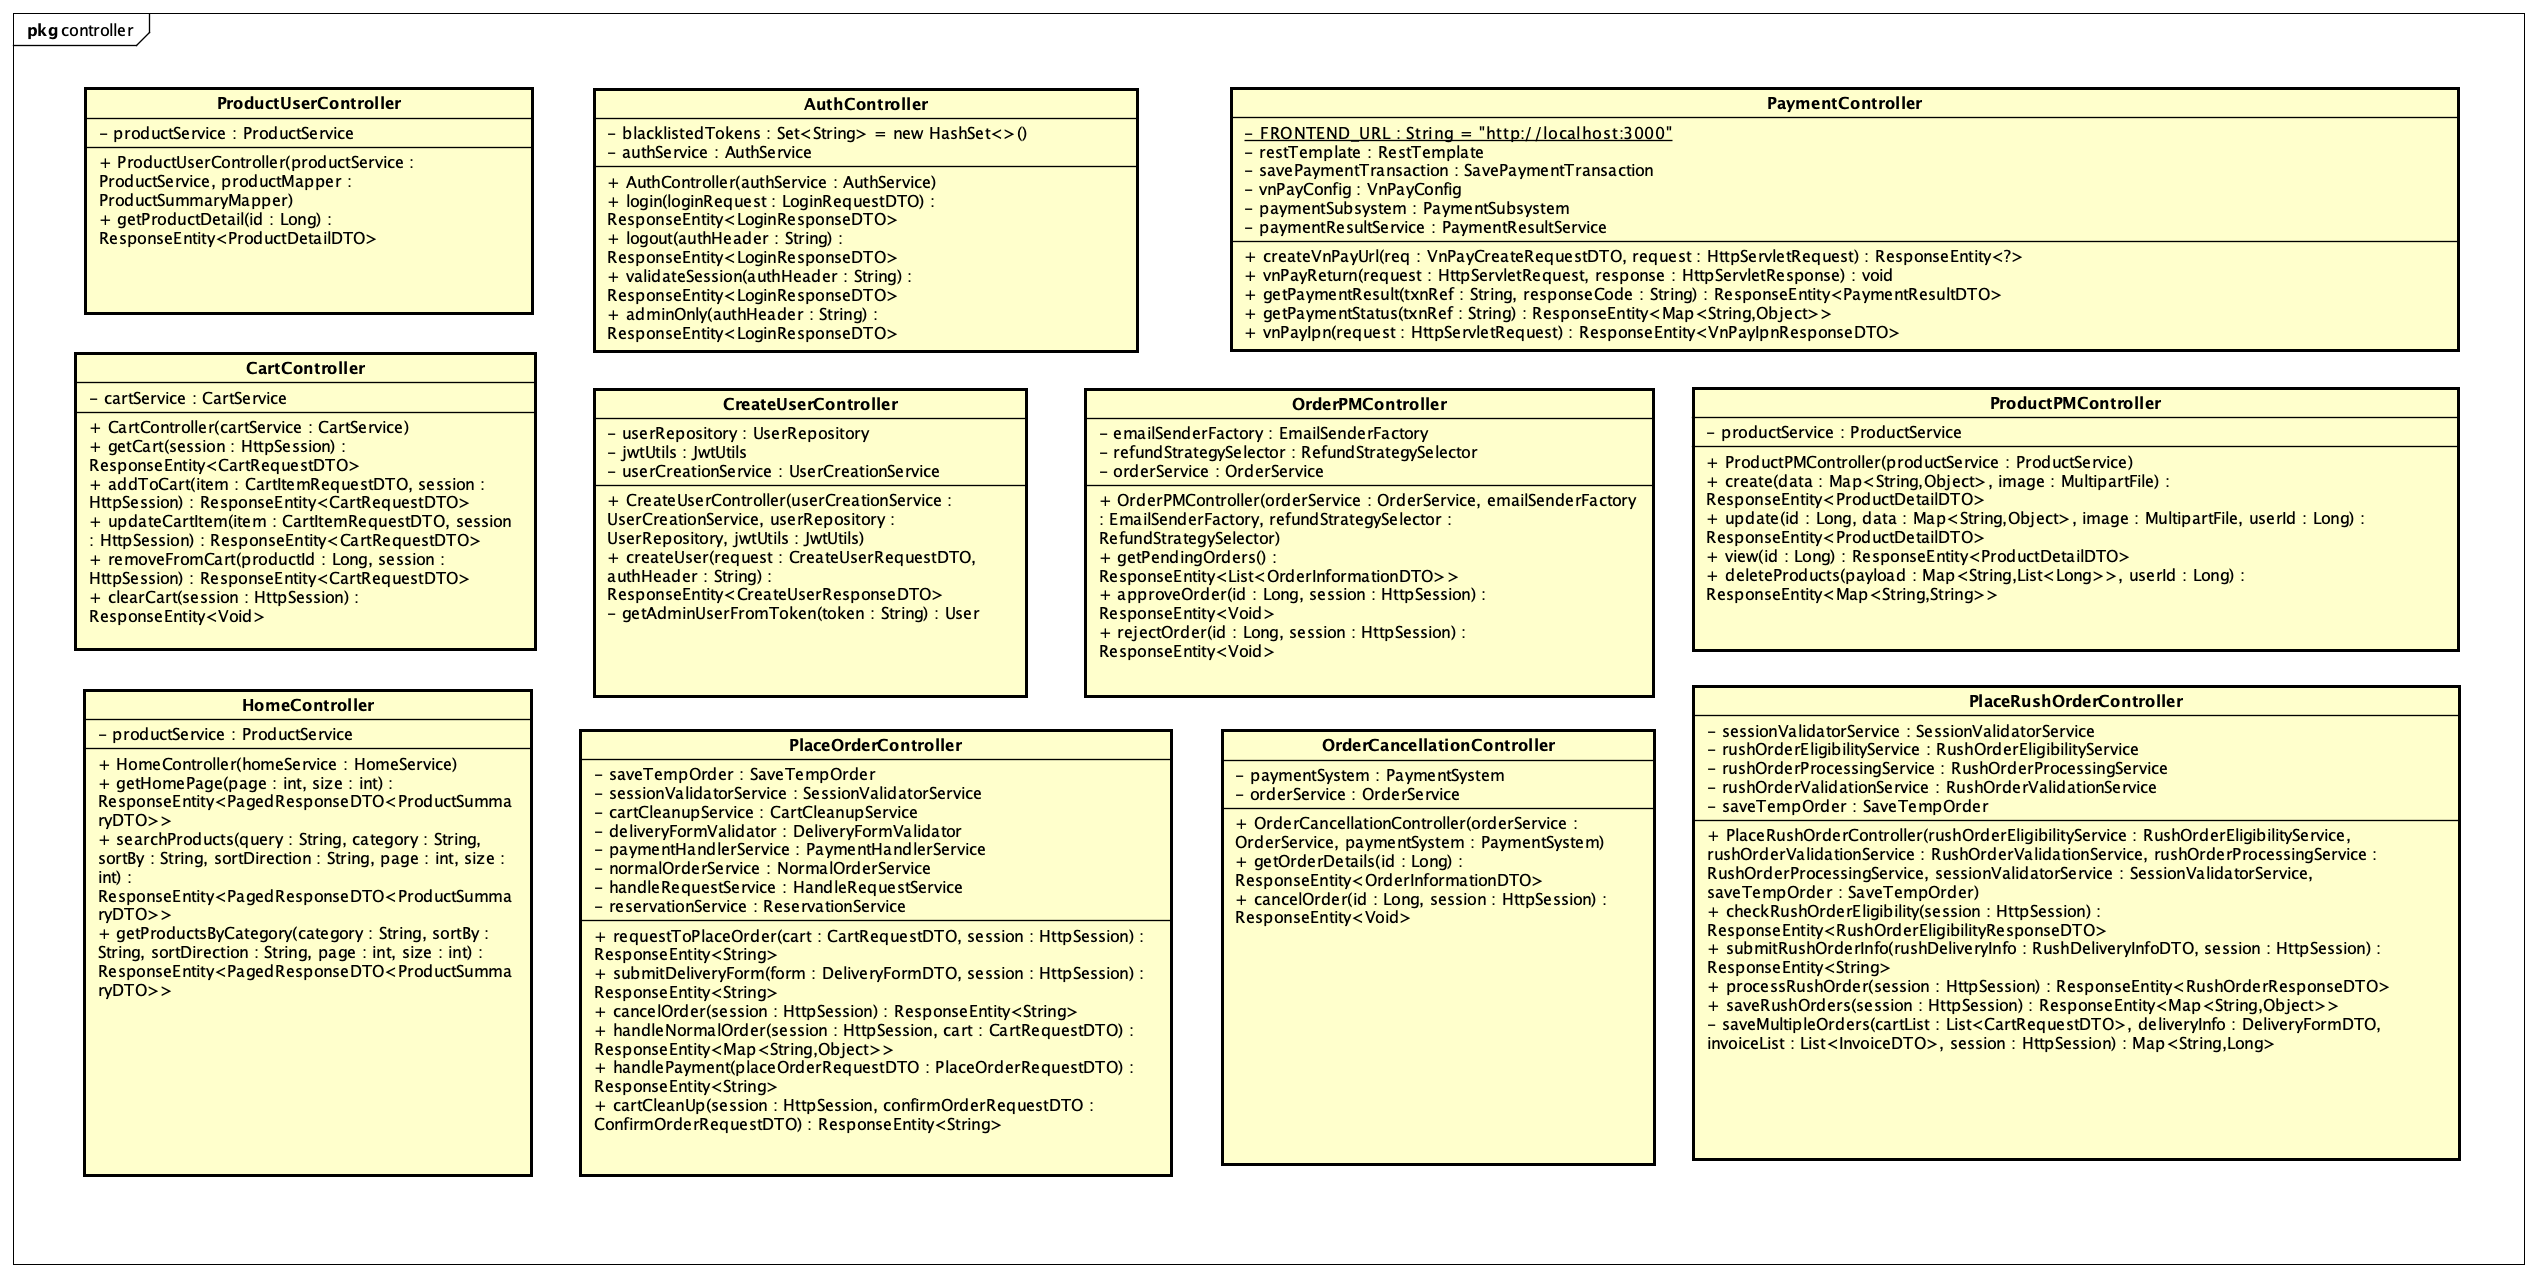 pkg controller
ProductUserController
– productService : ProductService
+ ProductUserController(productService :
ProductService, productMapper :
ProductSummaryMapper)
+ getProductDetail(id : Long) :
ResponseEntity<ProductDetailDTO>
AuthController
– blacklistedTokens : Set<String> = new HashSet<>()
– authService : AuthService
+ AuthController(authService : AuthService)
+ login(loginRequest : LoginRequestDTO) :
ResponseEntity<LoginResponseDTO>
+ logout(authHeader : String) :
ResponseEntity<LoginResponseDTO>
+ validateSession(authHeader : String) :
ResponseEntity<LoginResponseDTO>
+ adminOnly(authHeader : String) :
ResponseEntity<LoginResponseDTO>
PaymentController
– FRONTEND_URL : String = "http://localhost:3000"
– restTemplate : RestTemplate
– savePaymentTransaction : SavePaymentTransaction
– vnPayConfig : VnPayConfig
– paymentSubsystem : PaymentSubsystem
– paymentResultService : PaymentResultService
+ createVnPayUrl(req : VnPayCreateRequestDTO, request : HttpServletRequest) : ResponseEntity<?>
+ vnPayReturn(request : HttpServletRequest, response : HttpServletResponse) : void
+ getPaymentResult(txnRef : String, responseCode : String) : ResponseEntity<PaymentResultDTO>
+ getPaymentStatus(txnRef : String) : ResponseEntity<Map<String,Object>>
+ vnPayIpn(request : HttpServletRequest) : ResponseEntity<VnPayIpnResponseDTO>
CartController
– cartService : CartService
+ CartController(cartService : CartService)
+ getCart(session : HttpSession) :
ResponseEntity<CartRequestDTO>
+ addToCart(item : CartItemRequestDTO, session :
HttpSession) : ResponseEntity<CartRequestDTO>
+ updateCartItem(item : CartItemRequestDTO, session
: HttpSession) : ResponseEntity<CartRequestDTO>
+ removeFromCart(productId : Long, session :
HttpSession) : ResponseEntity<CartRequestDTO>
+ clearCart(session : HttpSession) :
ResponseEntity<Void>
CreateUserController
– userRepository : UserRepository
– jwtUtils : JwtUtils
– userCreationService : UserCreationService
+ CreateUserController(userCreationService :
UserCreationService, userRepository :
UserRepository, jwtUtils : JwtUtils)
+ createUser(request : CreateUserRequestDTO,
authHeader : String) :
ResponseEntity<CreateUserResponseDTO>
– getAdminUserFromToken(token : String) : User
OrderPMController
– emailSenderFactory : EmailSenderFactory
– refundStrategySelector : RefundStrategySelector
– orderService : OrderService
+ OrderPMController(orderService : OrderService, emailSenderFactory
: EmailSenderFactory, refundStrategySelector :
RefundStrategySelector)
+ getPendingOrders() :
ResponseEntity<List<OrderInformationDTO>>
+ approveOrder(id : Long, session : HttpSession) :
ResponseEntity<Void>
+ rejectOrder(id : Long, session : HttpSession) :
ResponseEntity<Void>
ProductPMController
– productService : ProductService
+ ProductPMController(productService : ProductService)
+ create(data : Map<String,Object>, image : MultipartFile) :
ResponseEntity<ProductDetailDTO>
+ update(id : Long, data : Map<String,Object>, image : MultipartFile, userId : Long) :
ResponseEntity<ProductDetailDTO>
+ view(id : Long) : ResponseEntity<ProductDetailDTO>
+ deleteProducts(payload : Map<String,List<Long>>, userId : Long) :
ResponseEntity<Map<String,String>>
HomeController
– productService : ProductService
+ HomeController(homeService : HomeService)
+ getHomePage(page : int, size : int) :
ResponseEntity<PagedResponseDTO<ProductSumma
ryDTO>>
+ searchProducts(query : String, category : String,
sortBy : String, sortDirection : String, page : int, size :
int) :
ResponseEntity<PagedResponseDTO<ProductSumma
ryDTO>>
+ getProductsByCategory(category : String, sortBy :
String, sortDirection : String, page : int, size : int) :
ResponseEntity<PagedResponseDTO<ProductSumma
ryDTO>>
PlaceOrderController
– saveTempOrder : SaveTempOrder
– sessionValidatorService : SessionValidatorService
– cartCleanupService : CartCleanupService
– deliveryFormValidator : DeliveryFormValidator
– paymentHandlerService : PaymentHandlerService
– normalOrderService : NormalOrderService
– handleRequestService : HandleRequestService
– reservationService : ReservationService
+ requestToPlaceOrder(cart : CartRequestDTO, session : HttpSession) :
ResponseEntity<String>
+ submitDeliveryForm(form : DeliveryFormDTO, session : HttpSession) :
ResponseEntity<String>
+ cancelOrder(session : HttpSession) : ResponseEntity<String>
+ handleNormalOrder(session : HttpSession, cart : CartRequestDTO) :
ResponseEntity<Map<String,Object>>
+ handlePayment(placeOrderRequestDTO : PlaceOrderRequestDTO) :
ResponseEntity<String>
+ cartCleanUp(session : HttpSession, confirmOrderRequestDTO :
ConfirmOrderRequestDTO) : ResponseEntity<String>
OrderCancellationController
– paymentSystem : PaymentSystem
– orderService : OrderService
+ OrderCancellationController(orderService :
OrderService, paymentSystem : PaymentSystem)
+ getOrderDetails(id : Long) :
ResponseEntity<OrderInformationDTO>
+ cancelOrder(id : Long, session : HttpSession) :
ResponseEntity<Void>
PlaceRushOrderController
– sessionValidatorService : SessionValidatorService
– rushOrderEligibilityService : RushOrderEligibilityService
– rushOrderProcessingService : RushOrderProcessingService
– rushOrderValidationService : RushOrderValidationService
– saveTempOrder : SaveTempOrder
+ PlaceRushOrderController(rushOrderEligibilityService : RushOrderEligibilityService,
rushOrderValidationService : RushOrderValidationService, rushOrderProcessingService :
RushOrderProcessingService, sessionValidatorService : SessionValidatorService,
saveTempOrder : SaveTempOrder)
+ checkRushOrderEligibility(session : HttpSession) :
ResponseEntity<RushOrderEligibilityResponseDTO>
+ submitRushOrderInfo(rushDeliveryInfo : RushDeliveryInfoDTO, session : HttpSession) :
ResponseEntity<String>
+ processRushOrder(session : HttpSession) : ResponseEntity<RushOrderResponseDTO>
+ saveRushOrders(session : HttpSession) : ResponseEntity<Map<String,Object>>
– saveMultipleOrders(cartList : List<CartRequestDTO>, deliveryInfo : DeliveryFormDTO,
invoiceList : List<InvoiceDTO>, session : HttpSession) : Map<String,Long>